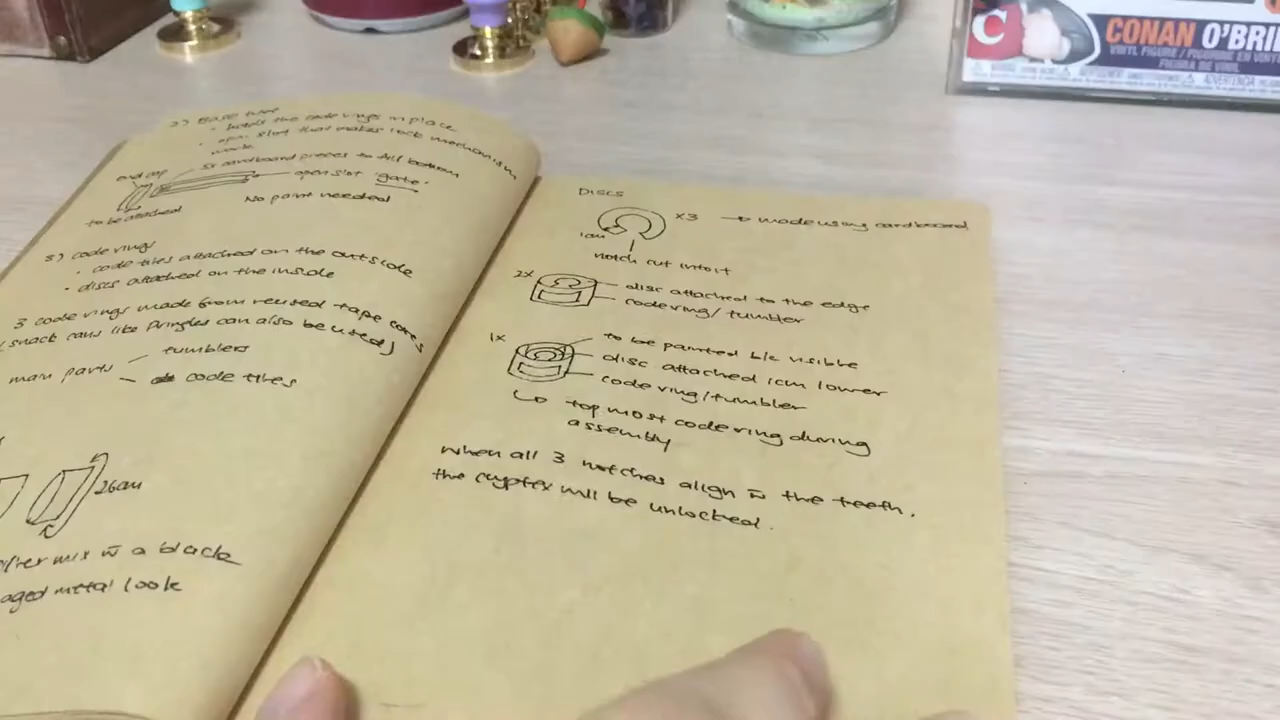 2) Base tube
• holds the code rings in place
• open slot that makes lock mechanism
work
end cap
5x cardboard pieces to fill bottom
open slot 'gate'
to be attached
No paint needed
3) code rings
• code tiles attached on the outside
• discs attached on the inside
3 code rings made from reused tape cores
(snack cans like Pringles can also be used)
main parts
tumblers
code tiles
26cm
mix w̄ a black
aged metal look
DISCS
x3 → made using cardboard
1cm
notch cut into it
2x
disc attached to the edge
code ring/tumbler
1x
to be painted b/c visible
disc attached 1cm lower
code ring/tumbler
↳ top most code ring during
assembly
When all 3 notches align w̄ the teeth,
the cryptex will be unlocked.
C
CONAN O'BRI
VINYL FIGURE / FIGURINE EN VINYL
FIGURA DE VINIL